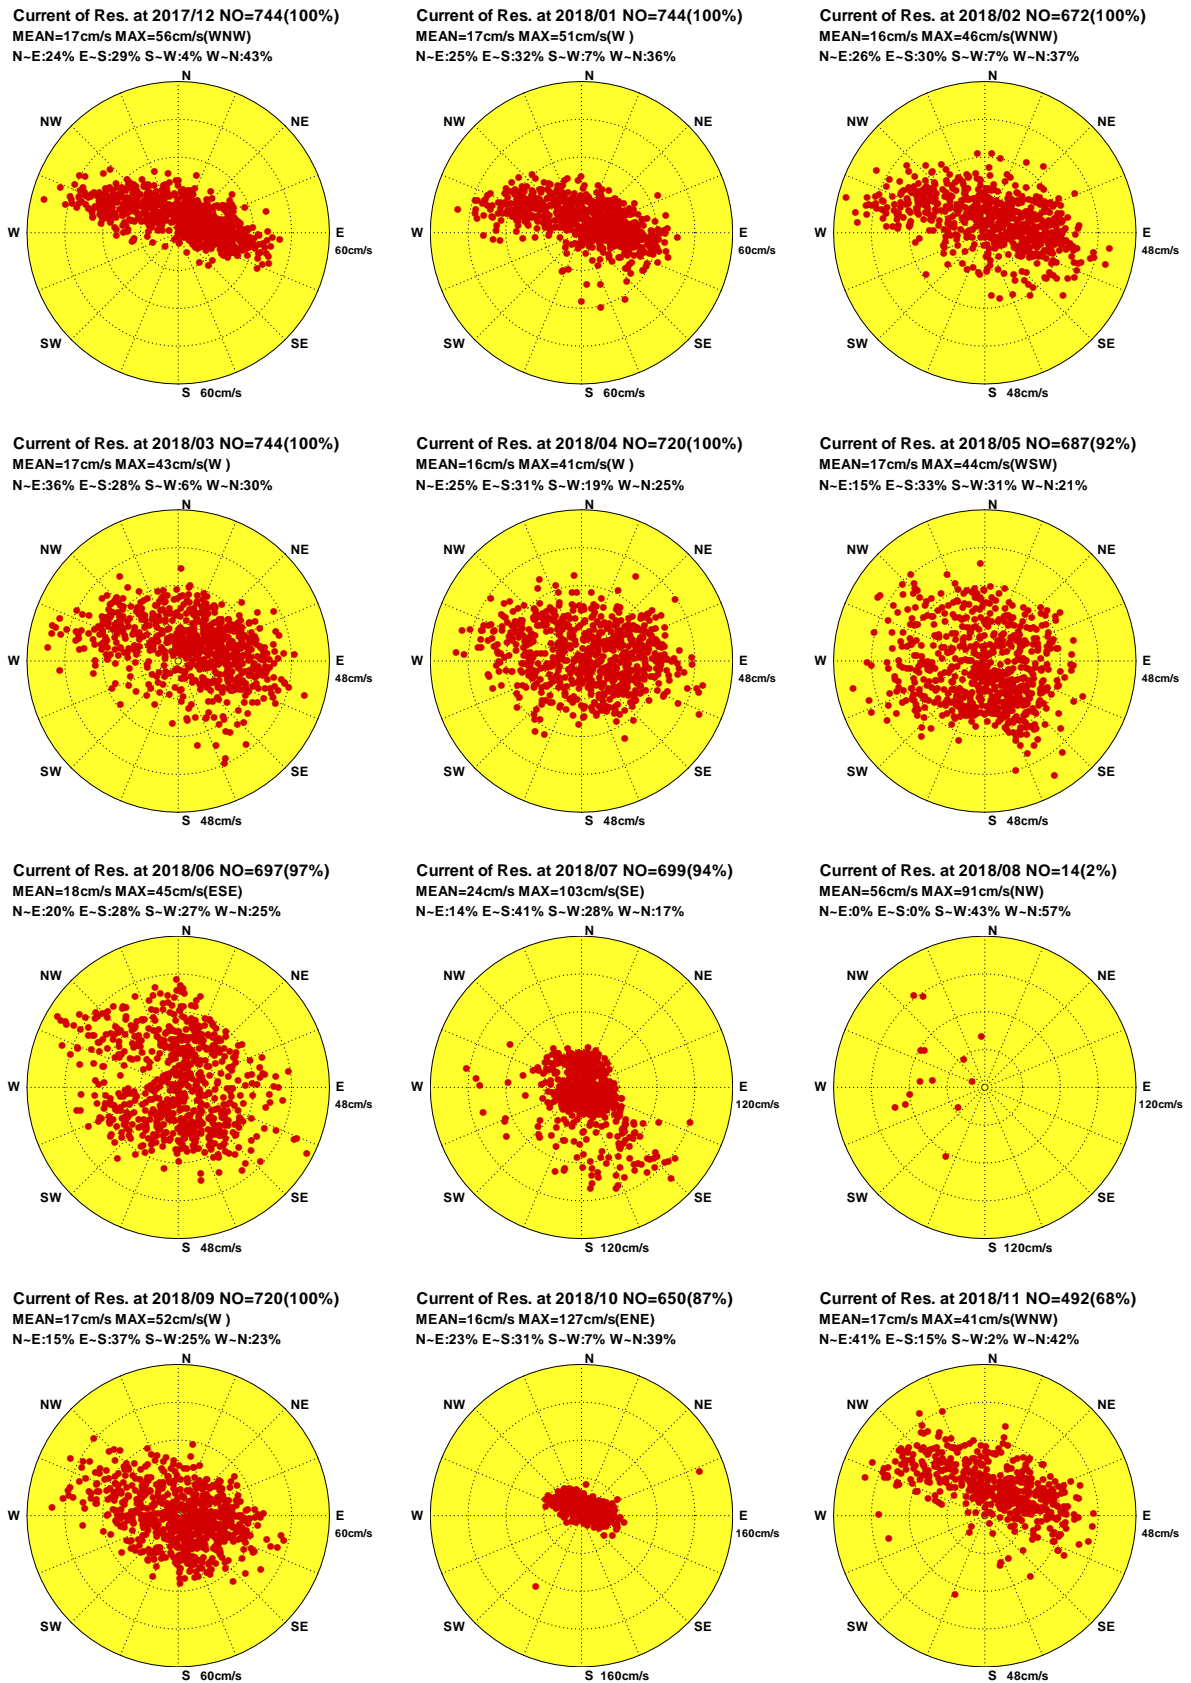 Current of Res. at 2017/12 NO=744(100%)
MEAN=17cm/s MAX=56cm/s(WNW)
N~E:24% E~S:29% S~W:4% W~N:43%
N
NW
NE
W
E
60cm/s
SW
SE
S 60cm/s
Current of Res. at 2018/01 NO=744(100%)
MEAN=17cm/s MAX=51cm/s(W )
N~E:25% E~S:32% S~W:7% W~N:36%
N
NW
NE
W
E
60cm/s
SW
SE
S 60cm/s
Current of Res. at 2018/02 NO=672(100%)
MEAN=16cm/s MAX=46cm/s(WNW)
N~E:26% E~S:30% S~W:7% W~N:37%
N
NW
NE
W
E
48cm/s
SW
SE
S 48cm/s
Current of Res. at 2018/03 NO=744(100%)
MEAN=17cm/s MAX=43cm/s(W )
N~E:36% E~S:28% S~W:6% W~N:30%
N
NW
NE
W
E
48cm/s
SW
SE
S 48cm/s
Current of Res. at 2018/04 NO=720(100%)
MEAN=16cm/s MAX=41cm/s(W )
N~E:25% E~S:31% S~W:19% W~N:25%
N
NW
NE
W
E
48cm/s
SW
SE
S 48cm/s
Current of Res. at 2018/05 NO=687(92%)
MEAN=17cm/s MAX=44cm/s(WSW)
N~E:15% E~S:33% S~W:31% W~N:21%
N
NW
NE
W
E
48cm/s
SW
SE
S 48cm/s
Current of Res. at 2018/06 NO=697(97%)
MEAN=18cm/s MAX=45cm/s(ESE)
N~E:20% E~S:28% S~W:27% W~N:25%
N
NW
NE
W
E
48cm/s
SW
SE
S 48cm/s
Current of Res. at 2018/07 NO=699(94%)
MEAN=24cm/s MAX=103cm/s(SE)
N~E:14% E~S:41% S~W:28% W~N:17%
N
NW
NE
W
E
120cm/s
SW
SE
S 120cm/s
Current of Res. at 2018/08 NO=14(2%)
MEAN=56cm/s MAX=91cm/s(NW)
N~E:0% E~S:0% S~W:43% W~N:57%
N
NW
NE
W
E
120cm/s
SW
SE
S 120cm/s
Current of Res. at 2018/09 NO=720(100%)
MEAN=17cm/s MAX=52cm/s(W )
N~E:15% E~S:37% S~W:25% W~N:23%
N
NW
NE
W
E
60cm/s
SW
SE
S 60cm/s
Current of Res. at 2018/10 NO=650(87%)
MEAN=16cm/s MAX=127cm/s(ENE)
N~E:23% E~S:31% S~W:7% W~N:39%
N
NW
NE
W
E
160cm/s
SW
SE
S 160cm/s
Current of Res. at 2018/11 NO=492(68%)
MEAN=17cm/s MAX=41cm/s(WNW)
N~E:41% E~S:15% S~W:2% W~N:42%
N
NW
NE
W
E
48cm/s
SW
SE
S 48cm/s